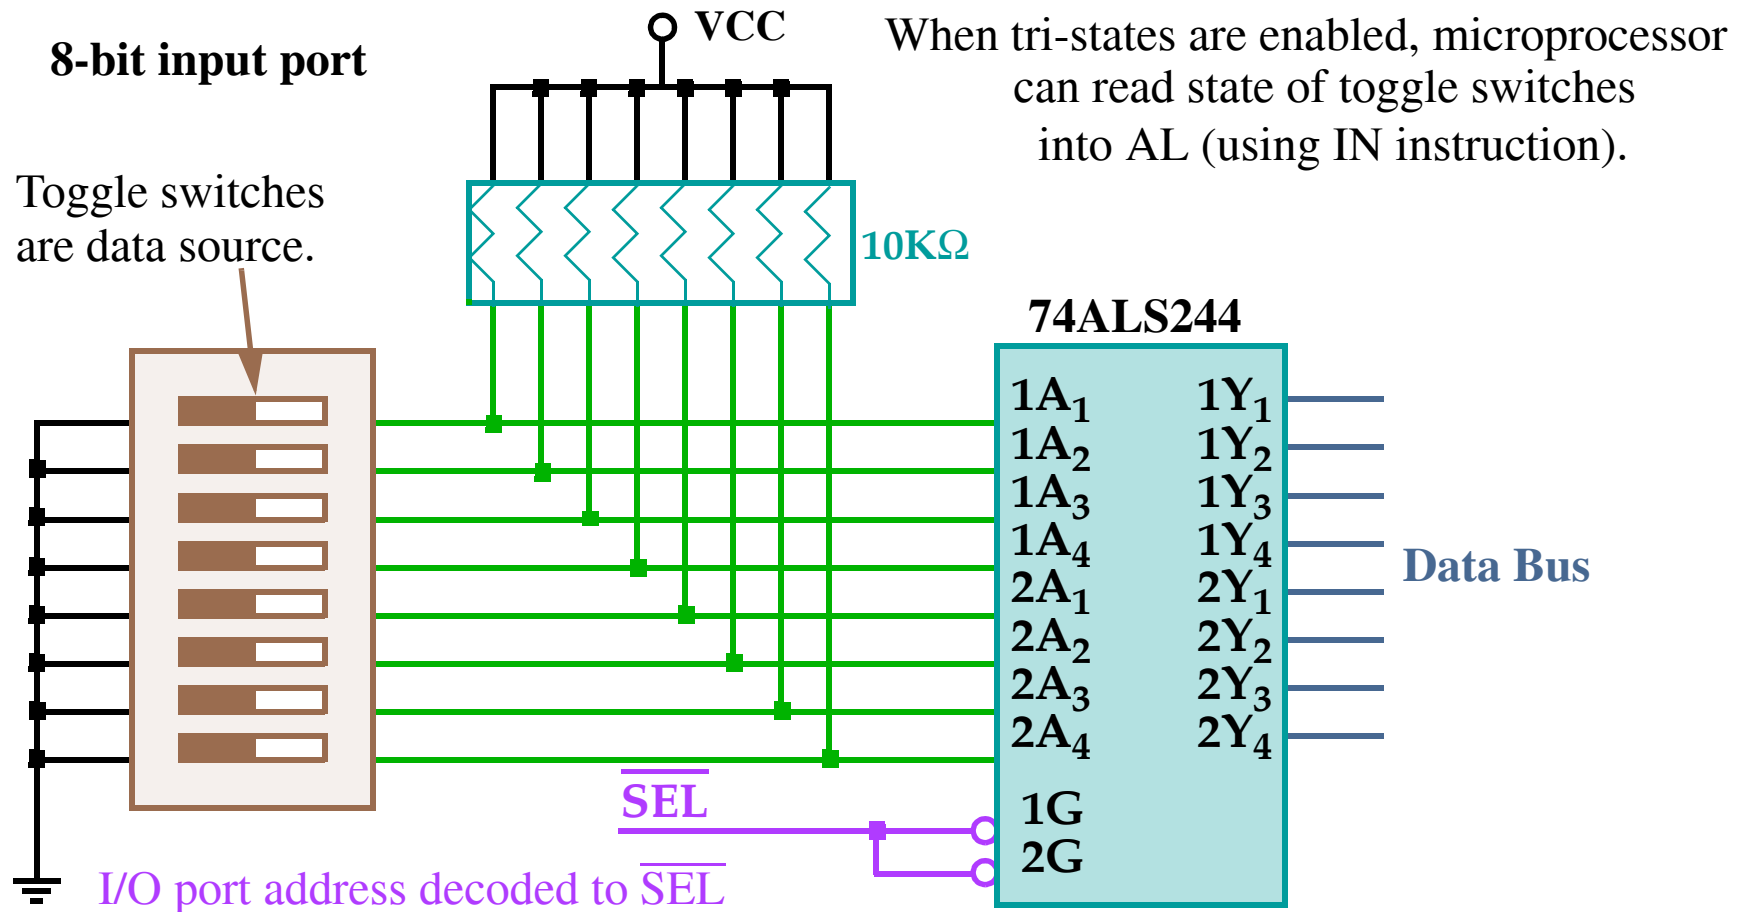 8-bit input port
VCC
When tri-states are enabled, microprocessor
can read state of toggle switches
into AL (using IN instruction).
Toggle switches
are data source.
10KΩ
74ALS244
1A₁ 1Y₁
1A₂ 1Y₂
1A₃ 1Y₃
1A₄ 1Y₄
2A₁ 2Y₁
2A₂ 2Y₂
2A₃ 2Y₃
2A₄ 2Y₄
Data Bus
S̅E̅L̅
1G
2G
I/O port address decoded to S̅E̅L̅